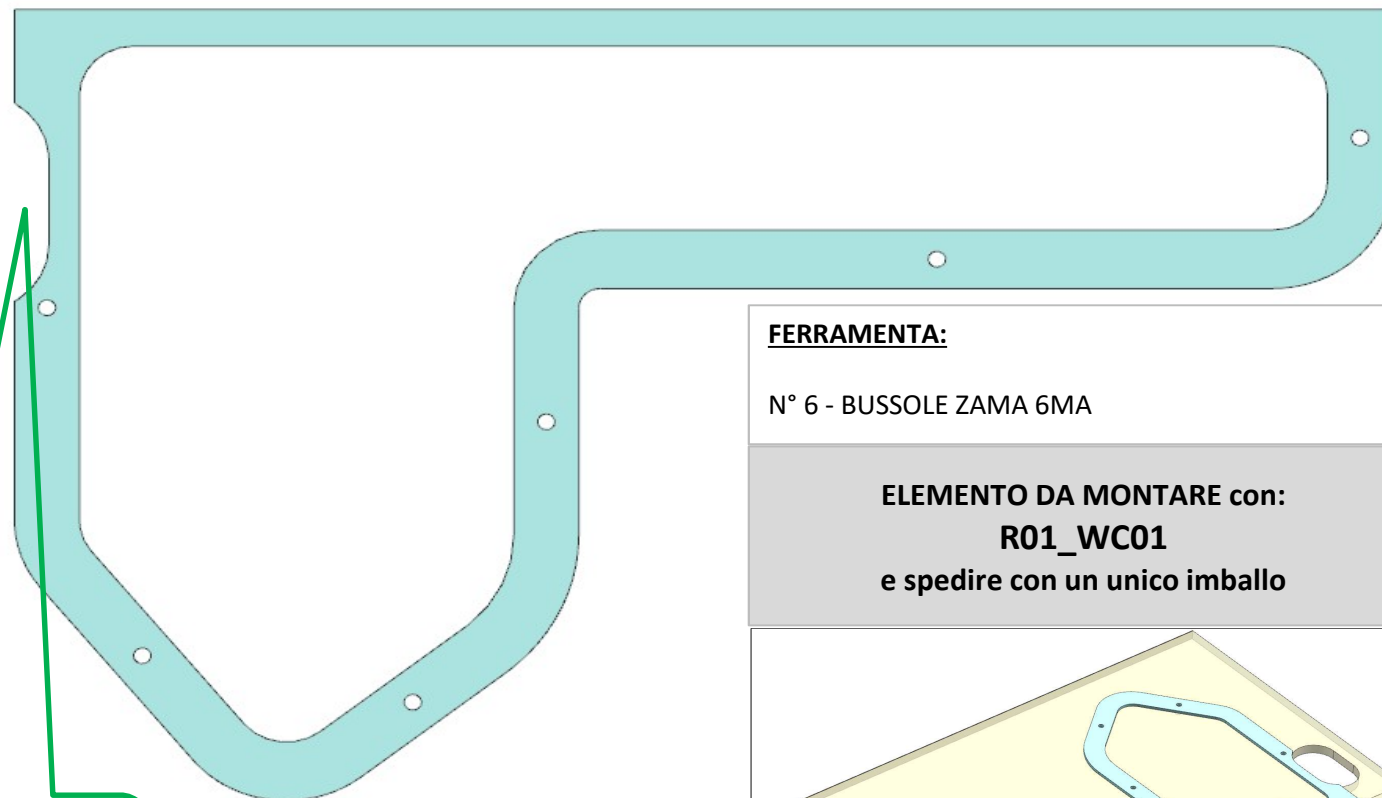 FERRAMENTA:
N° 6 - BUSSOLE ZAMA 6MA
ELEMENTO DA MONTARE con:
R01_WC01
e spedire con un unico imballo